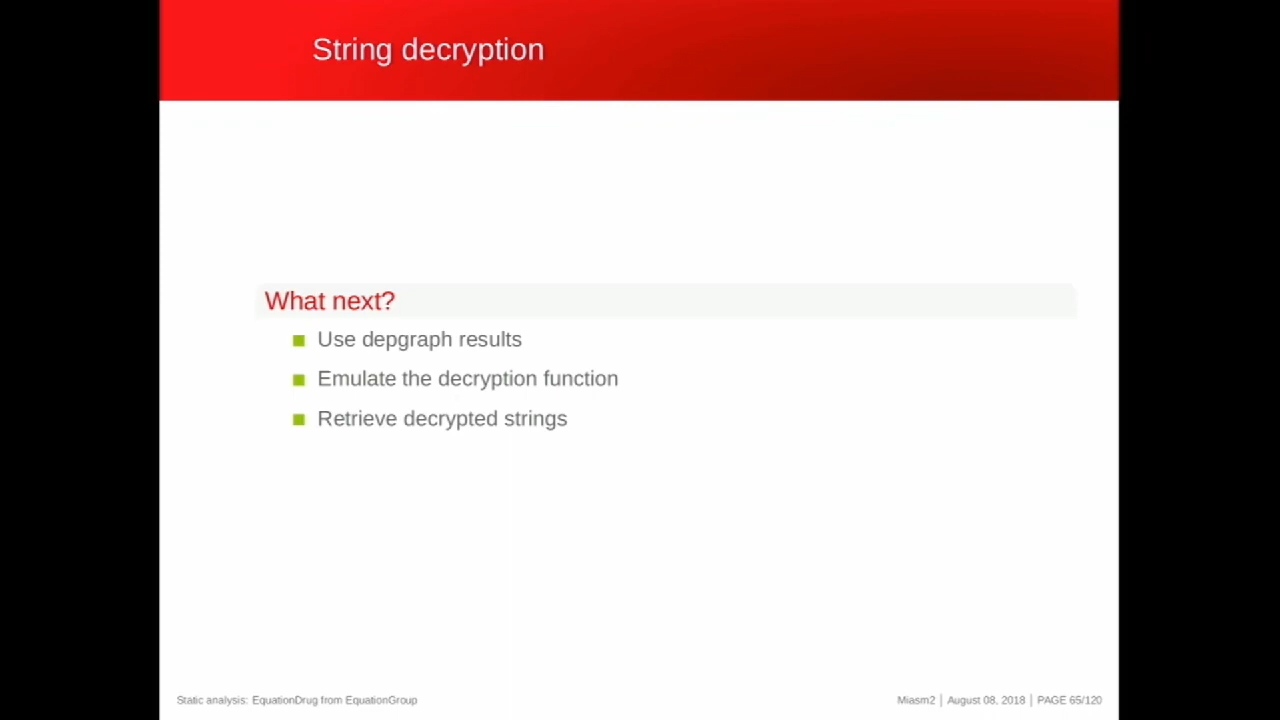 String decryption
What next?
Use depgraph results
Emulate the decryption function
Retrieve decrypted strings
Static analysis: EquationDrug from EquationGroup
Miasm2 | August 08, 2018 | PAGE 65/120